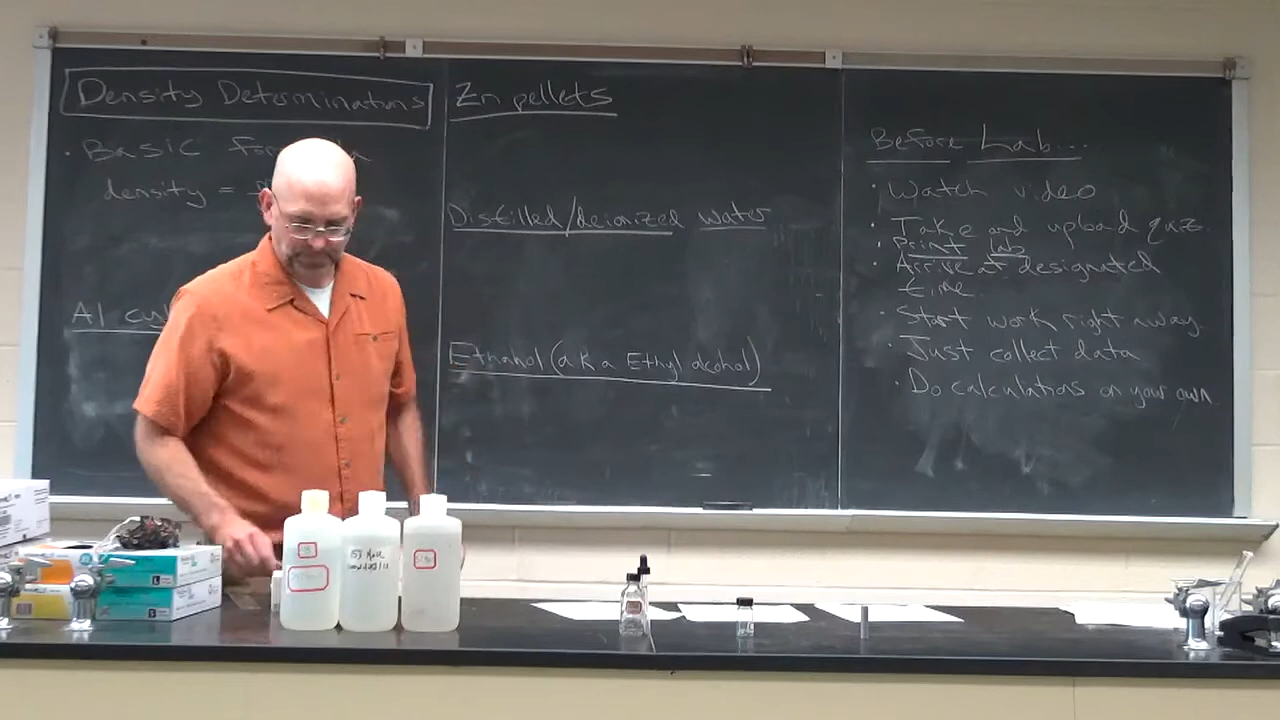 Density Determinations
• Basic
density =
Al cyl
Zn pellets
Distilled/deionized water
Ethanol (aka Ethyl alcohol)
Before Lab...
• Watch video
• Take and upload quiz.
• Print lab
• Arrive at designated
time.
• Start work right away.
• Just collect data
• Do calculations on your own.
L
S